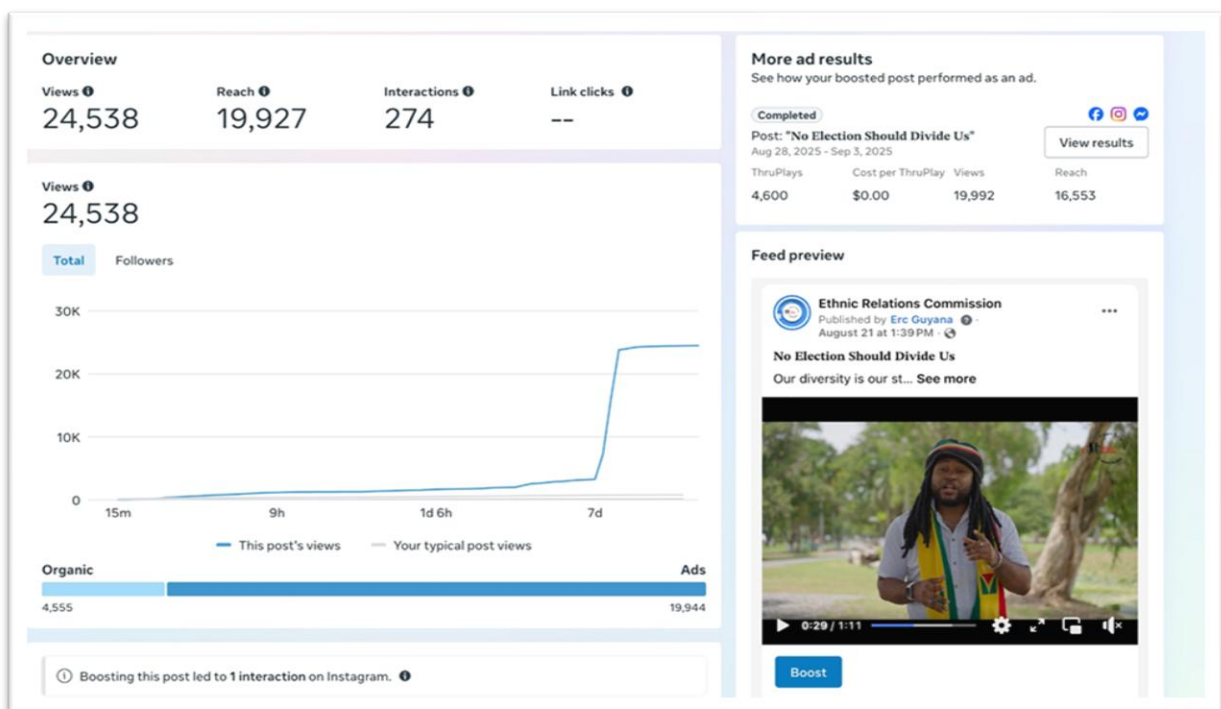 Overview
Views
Reach
Interactions
Link clicks
24,538
19,927
274
--
Views
24,538
Total
Followers
30K
20K
10K
0
15m
9h
1d 6h
7d
This post's views
Your typical post views
Organic
Ads
4,555
19,944
Boosting this post led to 1 interaction on Instagram.
More ad results
See how your boosted post performed as an ad.
Completed
Post: "No Election Should Divide Us"
Aug 28, 2025 - Sep 3, 2025
View results
ThruPlays
Cost per ThruPlay
Views
Reach
4,600
$0.00
19,992
16,553
Feed preview
Ethnic Relations Commission
Published by Erc Guyana
August 21 at 1:39 PM ·
No Election Should Divide Us
Our diversity is our st... See more
0:29 / 1:11
Boost